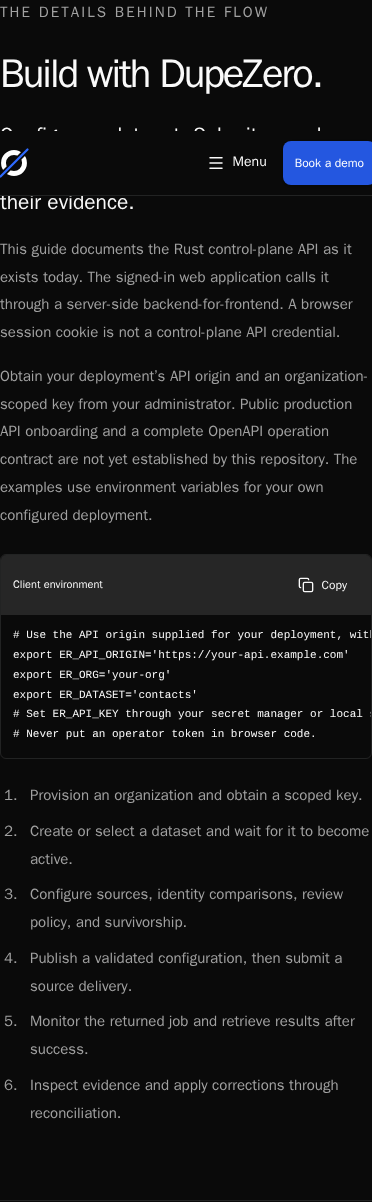 THE DETAILS BEHIND THE FLOW
Build with DupeZero.
Menu
Book a demo
their evidence.
This guide documents the Rust control-plane API as it
exists today. The signed-in web application calls it
through a server-side backend-for-frontend. A browser
session cookie is not a control-plane API credential.
Obtain your deployment's API origin and an organization-
scoped key from your administrator. Public production
API onboarding and a complete OpenAPI operation
contract are not yet established by this repository. The
examples use environment variables for your own
configured deployment.
Client environment
Copy
# Use the API origin supplied for your deployment, with
export ER_API_ORIGIN='https://your-api.example.com'
export ER_ORG='your-org'
export ER_DATASET='contacts'
# Set ER_API_KEY through your secret manager or local
# Never put an operator token in browser code.
1. Provision an organization and obtain a scoped key.
2. Create or select a dataset and wait for it to become
active.
3. Configure sources, identity comparisons, review
policy, and survivorship.
4. Publish a validated configuration, then submit a
source delivery.
5. Monitor the returned job and retrieve results after
success.
6. Inspect evidence and apply corrections through
reconciliation.